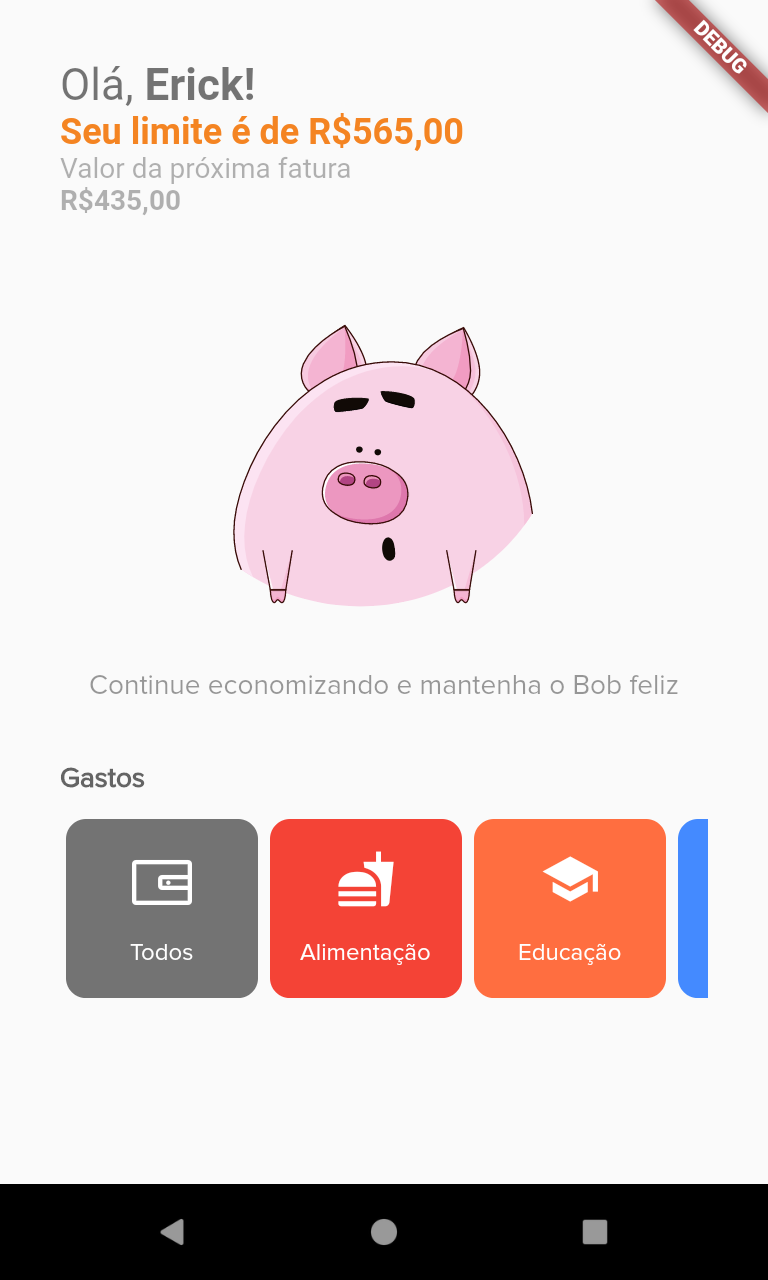 DEBUG
Olá, Erick!
Seu limite é de R$565,00
Valor da próxima fatura
R$435,00
Continue economizando e mantenha o Bob feliz
Gastos
Todos
Alimentação
Educação